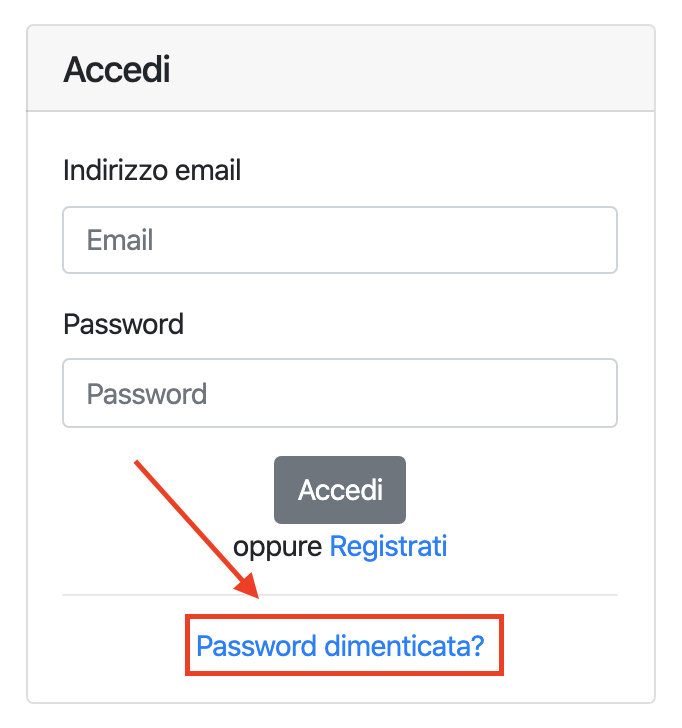 Accedi
Indirizzo email
Email
Password
Password
Accedi
oppure Registrati
Password dimenticata?